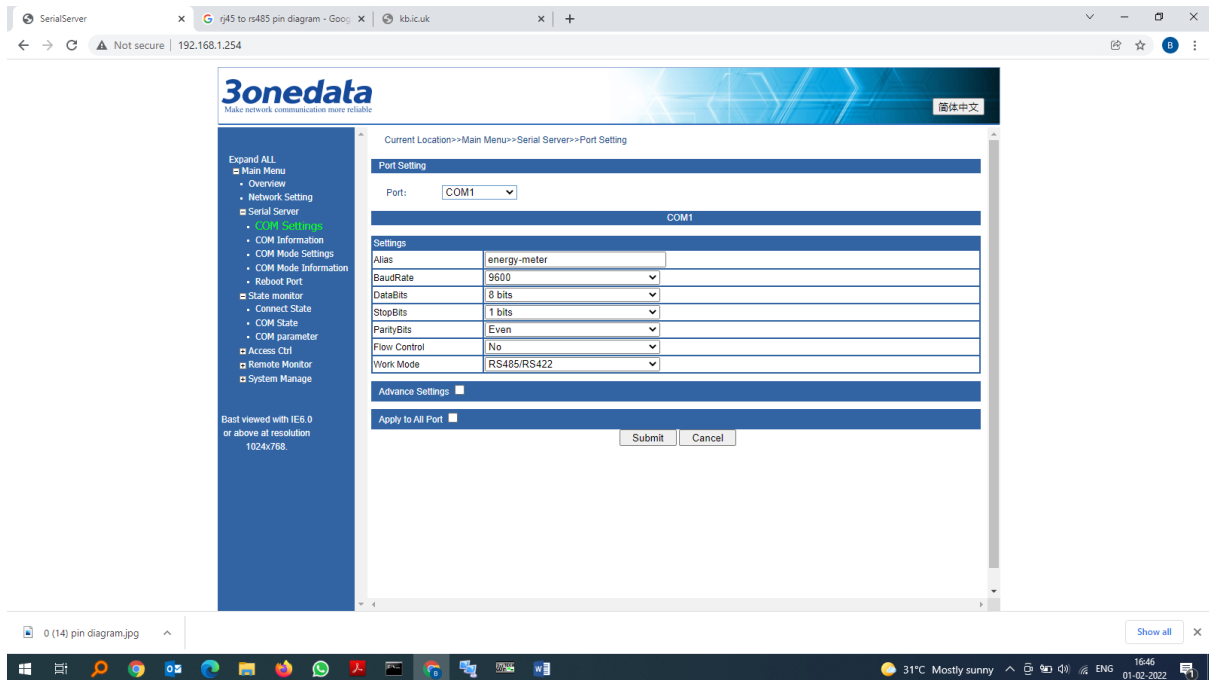 SerialServer
rj45 to rs485 pin diagram - Goog
kb.ic.uk
Not secure
192.168.1.254
B
3onedata
Make network communication more reliable
简体中文
Expand ALL
Main Menu
Overview
Network Setting
Serial Server
COM Settings
COM Information
COM Mode Settings
COM Mode Information
Reboot Port
State monitor
Connect State
COM State
COM parameter
Access Ctrl
Remote Monitor
System Manage
Bast viewed with IE6.0
or above at resolution
1024x768.
Current Location>>Main Menu>>Serial Server>>Port Setting
Port Setting
Port: COM1
COM1
Settings
Alias energy-meter
BaudRate 9600
DataBits 8 bits
StopBits 1 bits
ParityBits Even
Flow Control No
Work Mode RS485/RS422
Advance Settings
Apply to All Port
Submit Cancel
0 (14) pin diagram.jpg
Show all
31°C Mostly sunny
ENG
16:46
01-02-2022